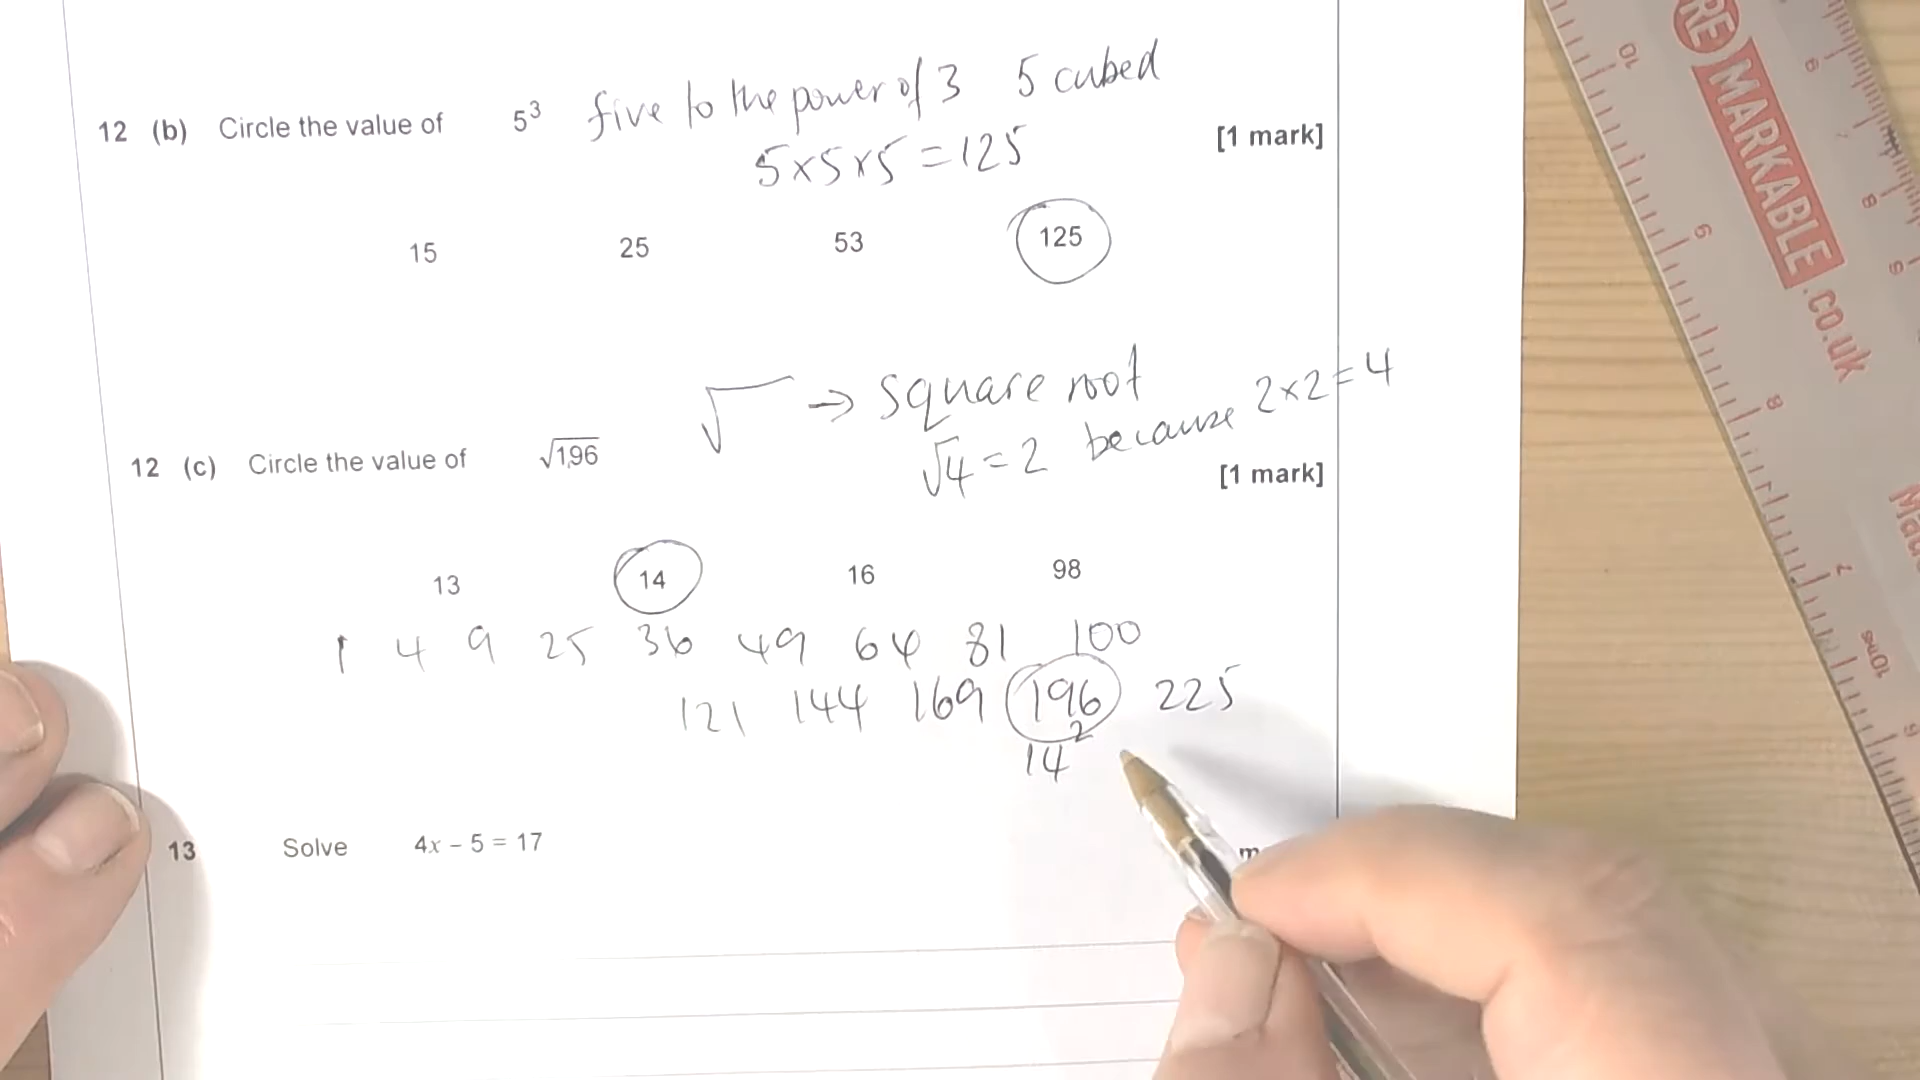 12 (b) Circle the value of 5³ five to the power of 3 5 cubed
[1 mark]
5×5×5=125
15 25 53 125
√ → square root
√4=2 because 2×2=4
12 (c) Circle the value of √196
[1 mark]
13 14 16 98
1 4 9 25 36 49 64 81 100
121 144 169 196 225
14²
13 Solve 4x − 5 = 17
REMARKABLE.co.uk